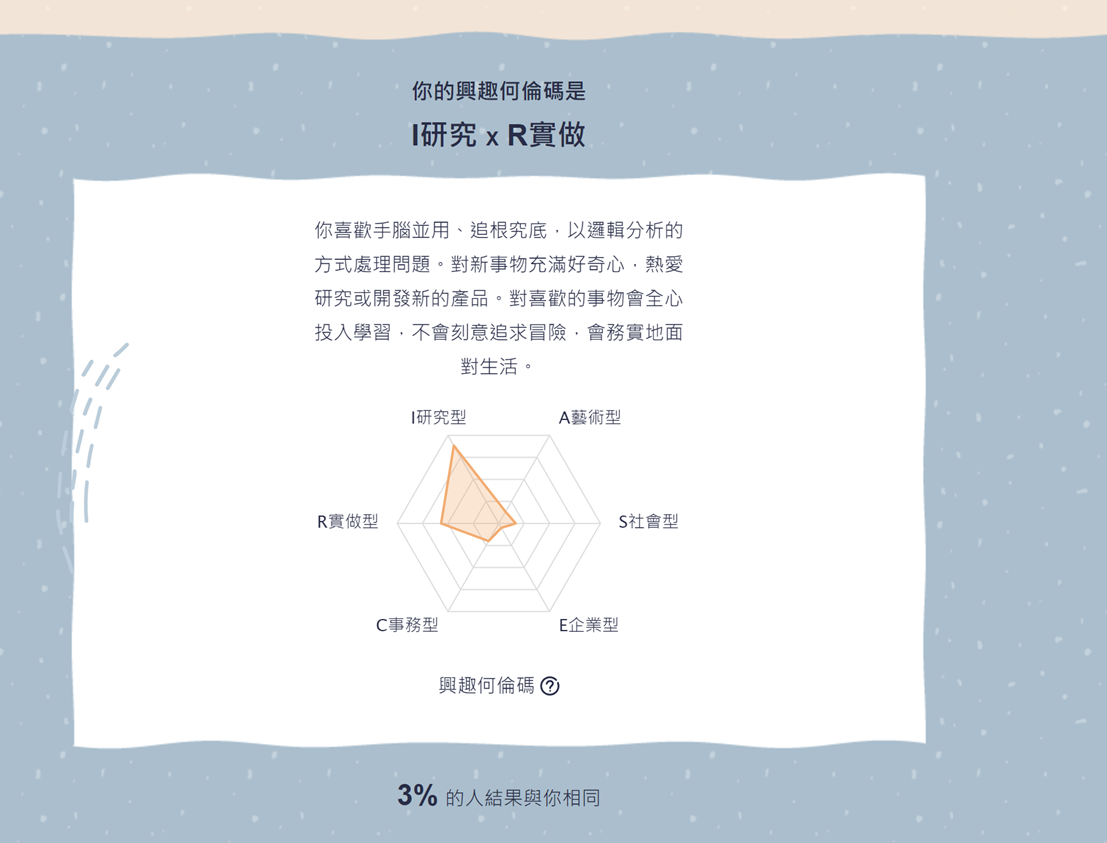 你的興趣何倫碼是
I研究 x R實做
你喜歡手腦並用、追根究底，以邏輯分析的
方式處理問題。對新事物充滿好奇心，熱愛
研究或開發新的產品。對喜歡的事物會全心
投入學習，不會刻意追求冒險，會務實地面
對生活。
I研究型
A藝術型
R實做型
S社會型
C事務型
E企業型
興趣何倫碼 ?
3% 的人結果與你相同